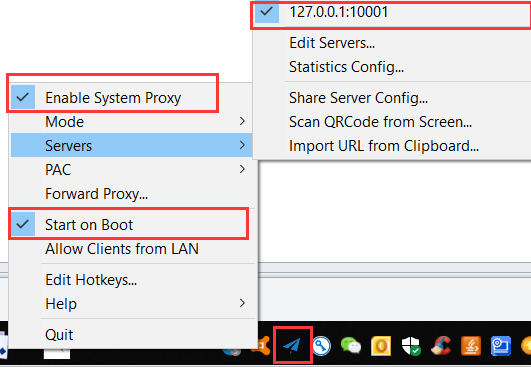 127.0.0.1:10001
Edit Servers...
Statistics Config...
Share Server Config...
Scan QRCode from Screen...
Import URL from Clipboard...
Enable System Proxy
Mode
Servers
PAC
Forward Proxy...
Start on Boot
Allow Clients from LAN
Edit Hotkeys...
Help
Quit